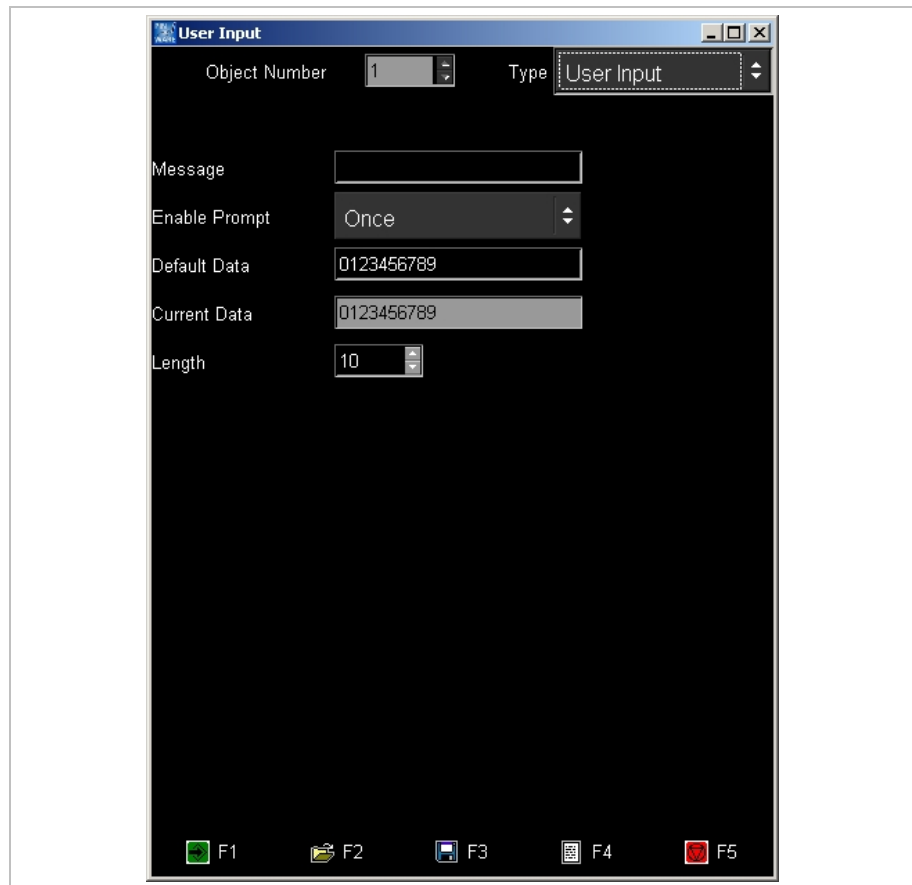 User Input
Object Number 1 Type User Input
Message
Enable Prompt Once
Default Data 0123456789
Current Data 0123456789
Length 10
F1 F2 F3 F4 F5